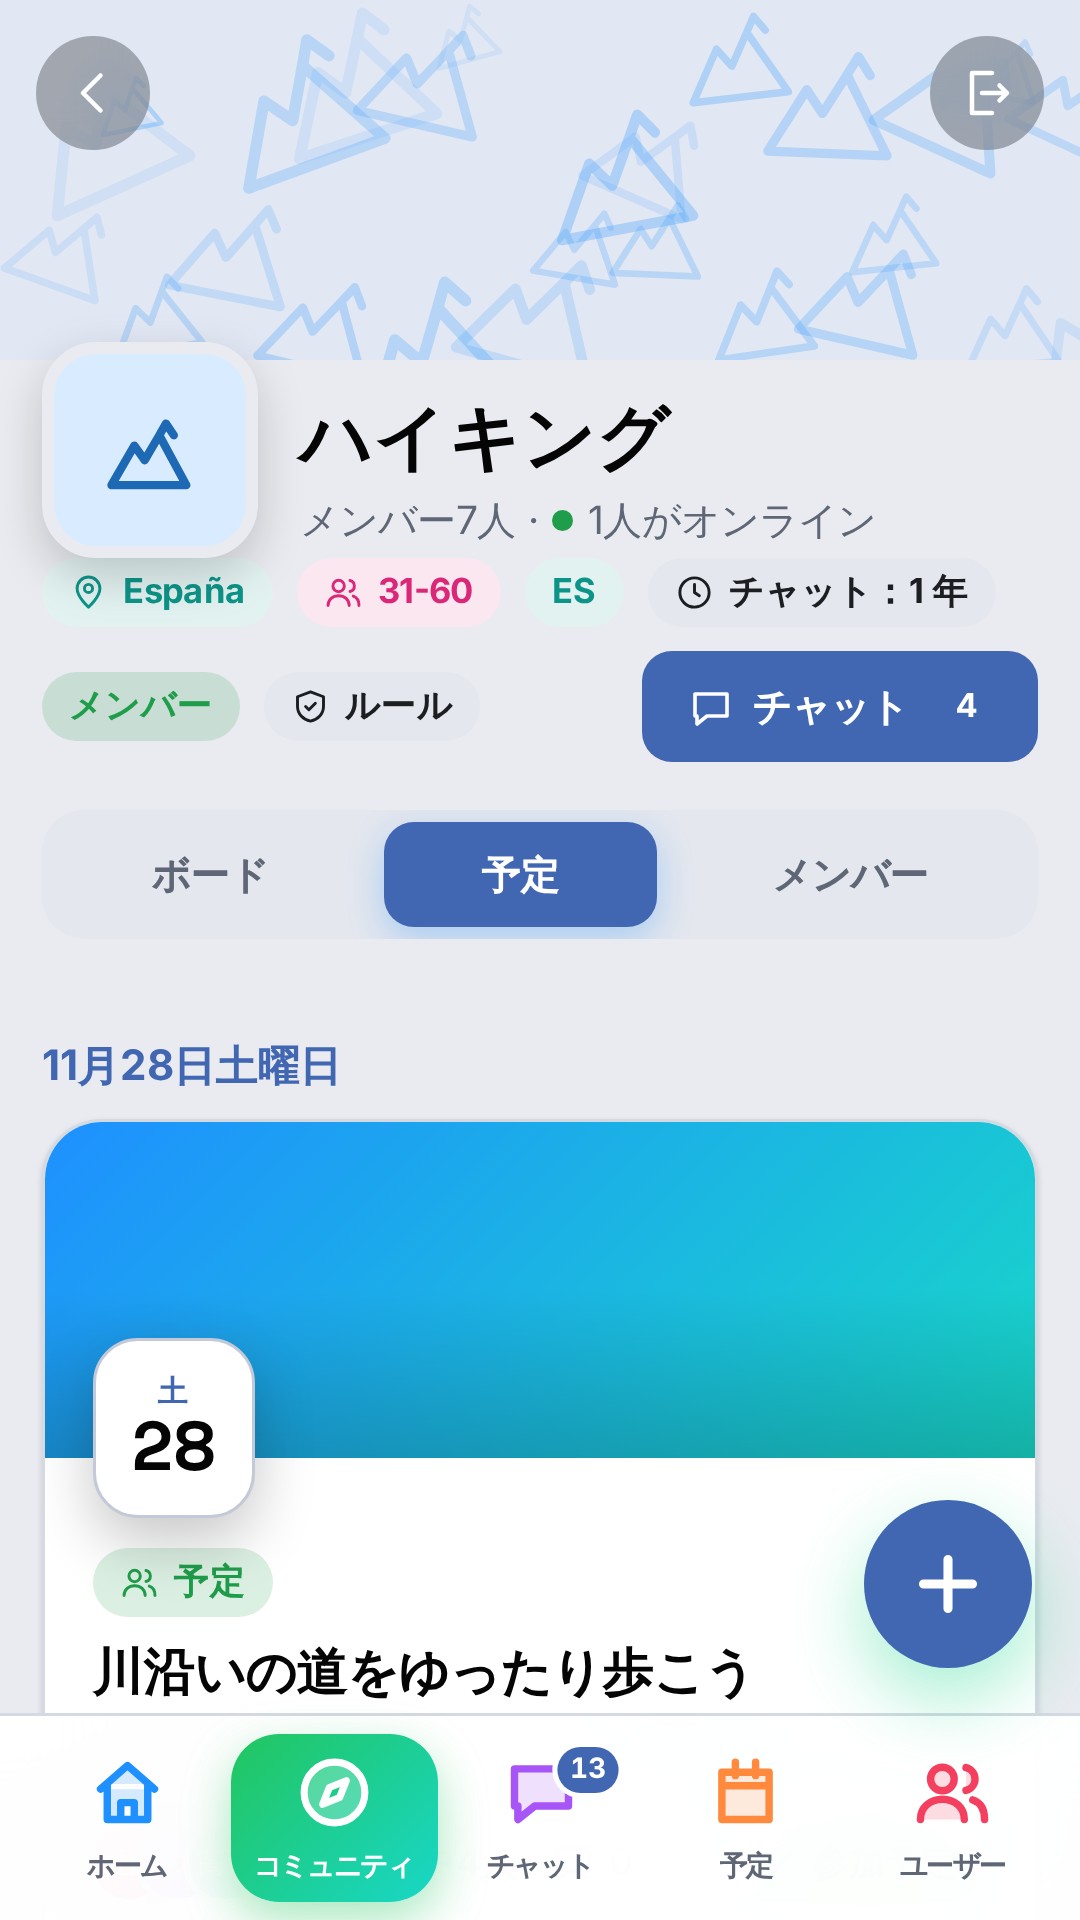 ハイキング
メンバー7人 · 1人がオンライン
España 31-60 ES チャット：1 年
メンバー ルール チャット 4
ボード 予定 メンバー
11月28日土曜日
土
28
予定
川沿いの道をゆったり歩こう
13
ホーム コミュニティ チャット 予定 ユーザー